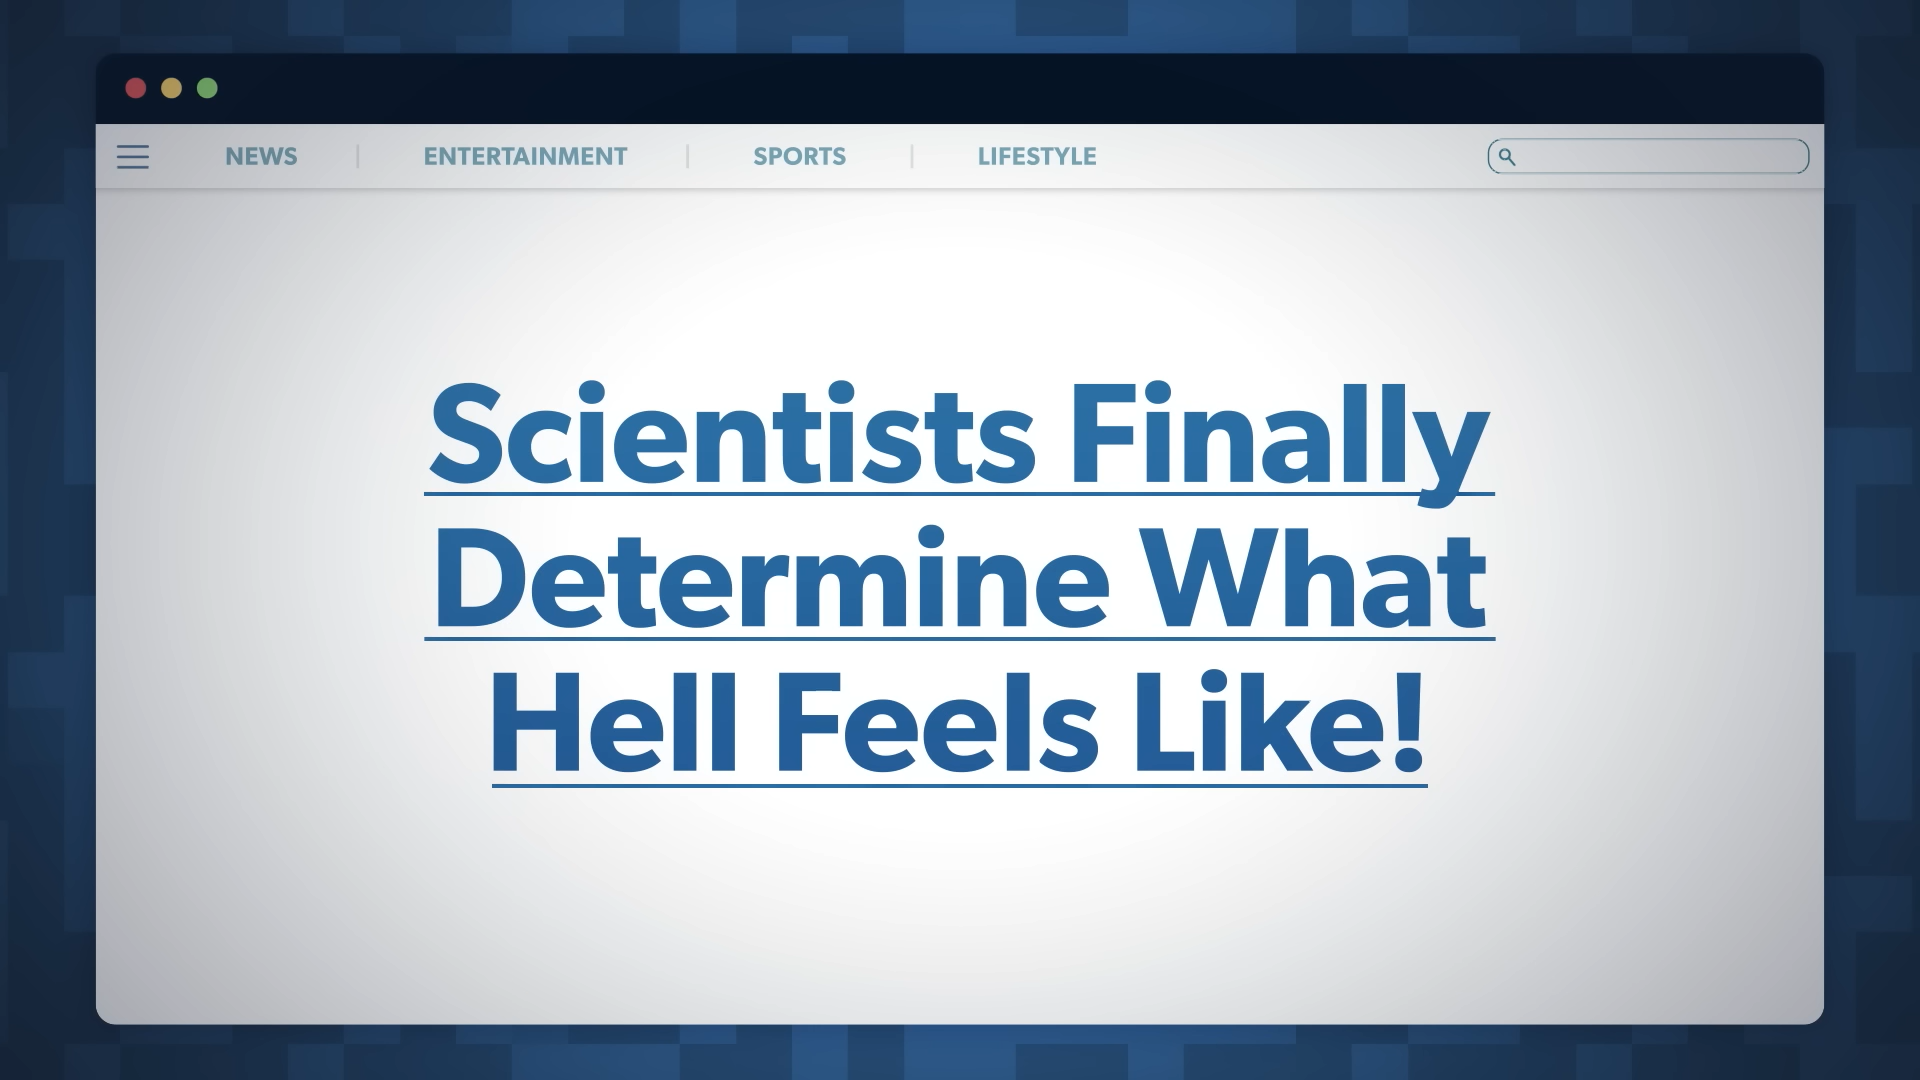 NEWS | ENTERTAINMENT | SPORTS | LIFESTYLE
Scientists Finally
Determine What
Hell Feels Like!